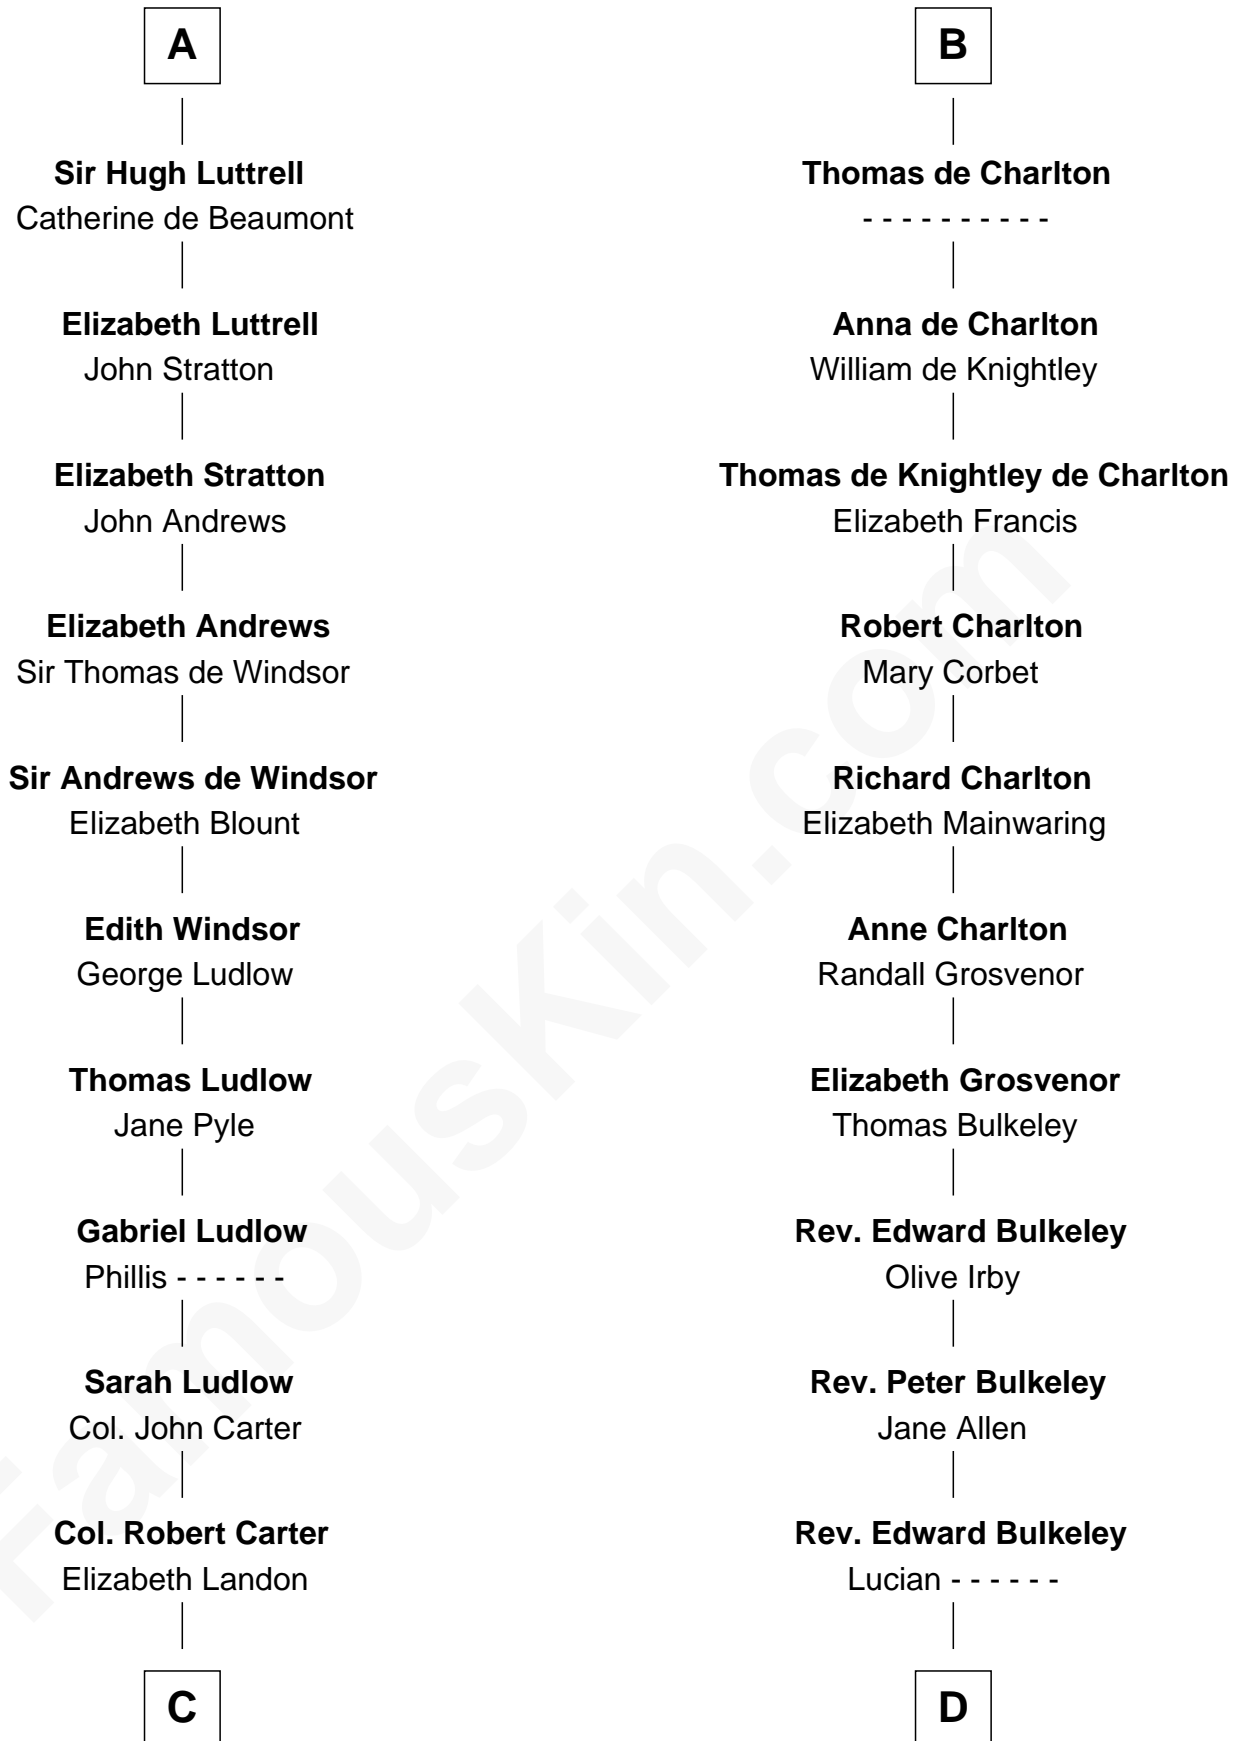 A
Sir Hugh Luttrell
Catherine de Beaumont
Elizabeth Luttrell
John Stratton
Elizabeth Stratton
John Andrews
Elizabeth Andrews
Sir Thomas de Windsor
Sir Andrews de Windsor
Elizabeth Blount
Edith Windsor
George Ludlow
Thomas Ludlow
Jane Pyle
Gabriel Ludlow
Phillis - - - - - -
Sarah Ludlow
Col. John Carter
Col. Robert Carter
Elizabeth Landon
C
B
Thomas de Charlton
- - - - - - - - - -
Anna de Charlton
William de Knightley
Thomas de Knightley de Charlton
Elizabeth Francis
Robert Charlton
Mary Corbet
Richard Charlton
Elizabeth Mainwaring
Anne Charlton
Randall Grosvenor
Elizabeth Grosvenor
Thomas Bulkeley
Rev. Edward Bulkeley
Olive Irby
Rev. Peter Bulkeley
Jane Allen
Rev. Edward Bulkeley
Lucian - - - - - -
D
FamousKin.com